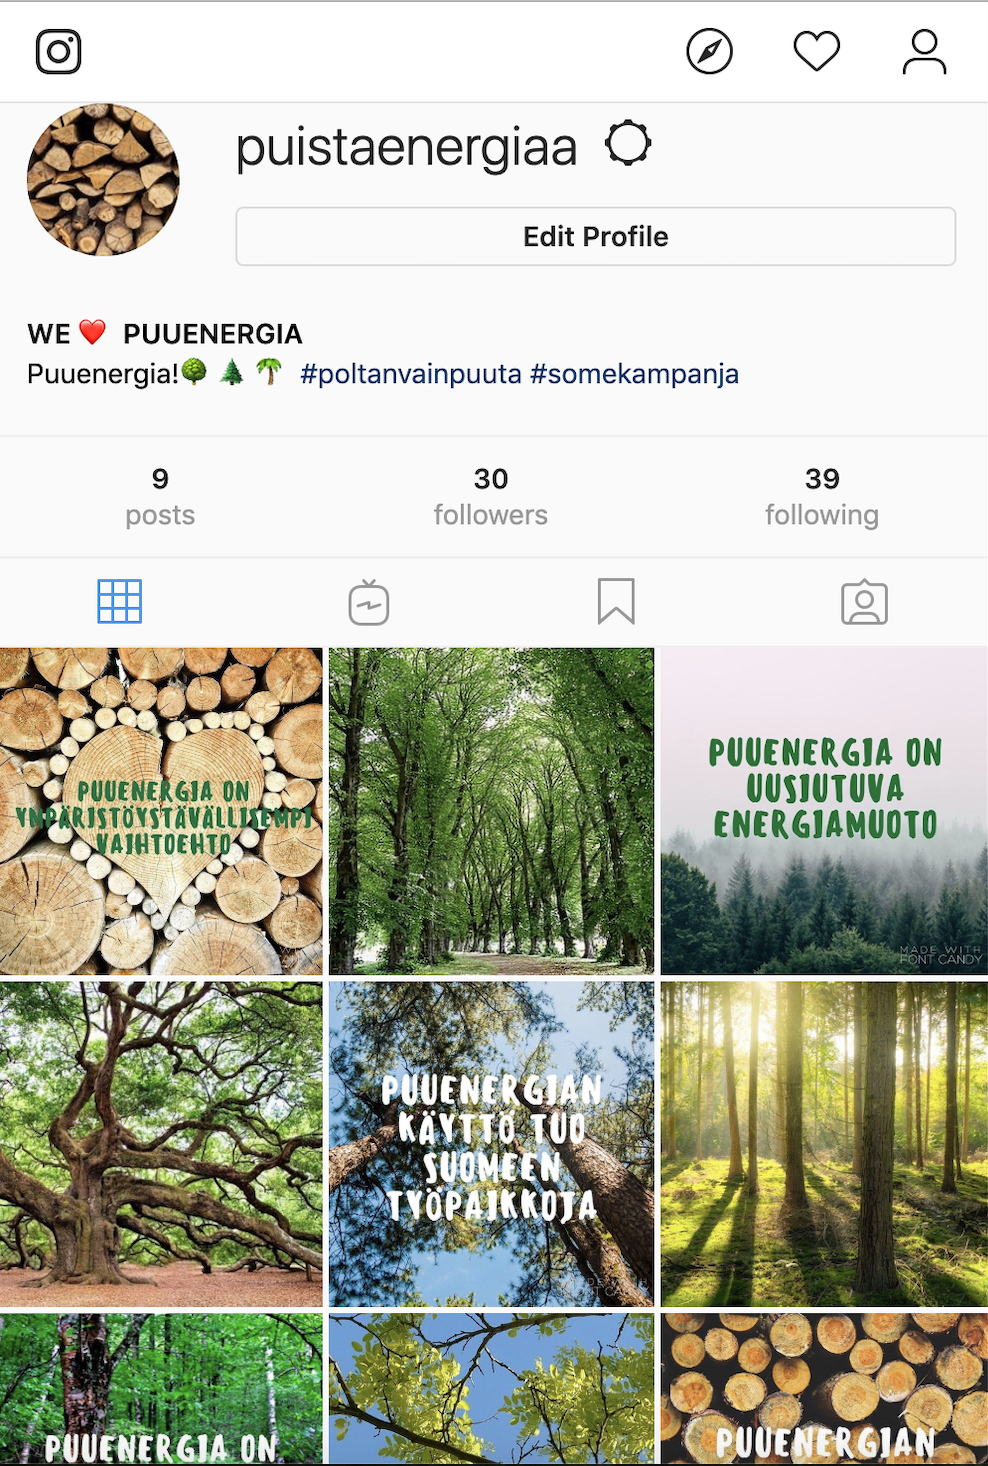 puistaenergiaa
Edit Profile
WE ❤️ PUUENERGIA
Puuenergia!🌳🌲🌴 #poltanvainpuuta #somekampanja
9
posts
30
followers
39
following
PUUENERGIA ON
YMPÄRISTÖYSTÄVÄLLISEMPI
VAIHTOEHTO
PUUENERGIA ON
UUSIUTUVA
ENERGIAMUOTO
MADE WITH
FONT CANDY
PUUENERGIAN
KÄYTTÖ TUO
SUOMEEN
TYÖPAIKKOJA
PUUENERGIA ON
PUUENERGIAN